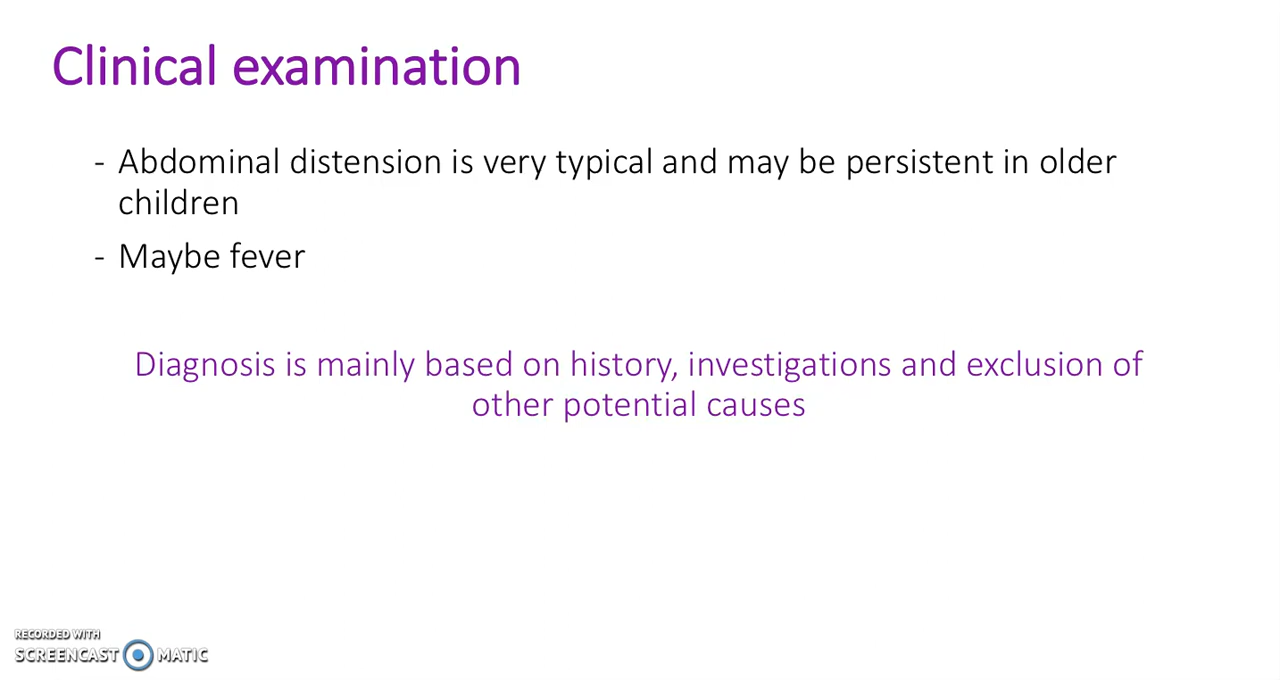 Clinical examination
- Abdominal distension is very typical and may be persistent in older
children
- Maybe fever
Diagnosis is mainly based on history, investigations and exclusion of
other potential causes
RECORDED WITH
SCREENCAST MATIC